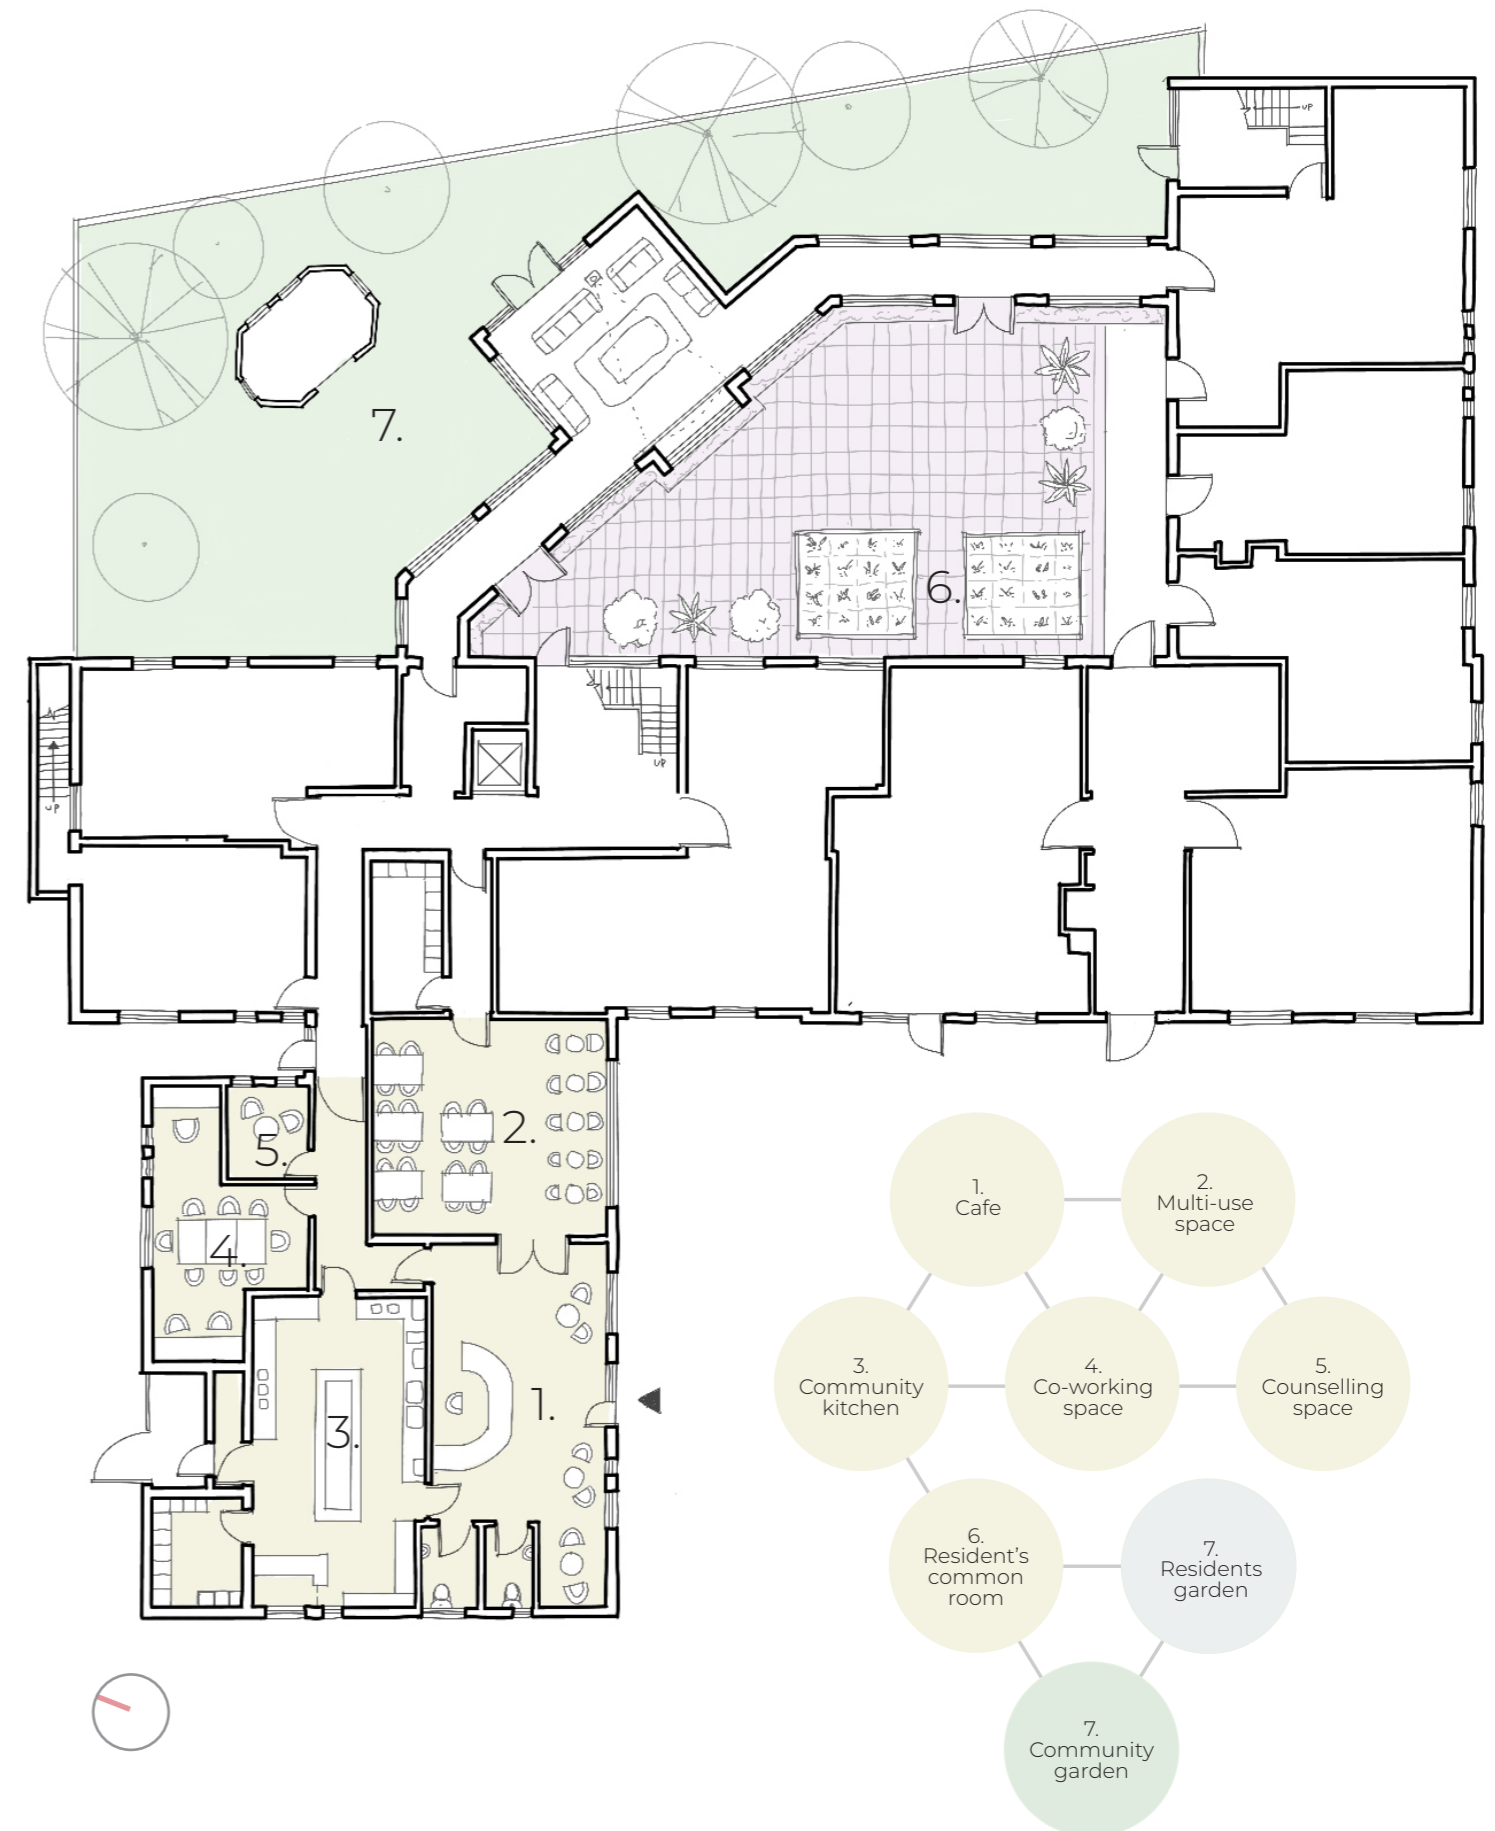 UP
7.
6.
UP
UP
5.
2.
4.
3.
1.
1.
Cafe
2.
Multi-use
space
3.
Community
kitchen
4.
Co-working
space
5.
Counselling
space
6.
Resident's
common
room
7.
Residents
garden
7.
Community
garden